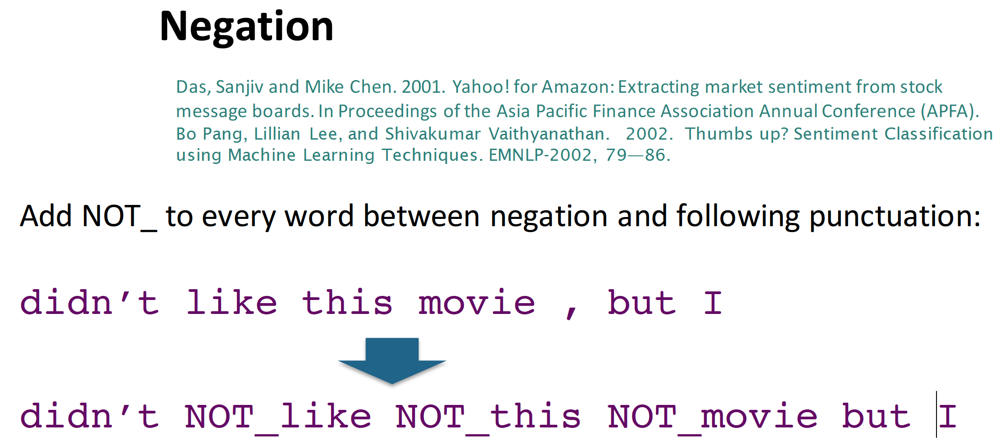 Negation
Das, Sanjiv and Mike Chen. 2001. Yahoo! for Amazon: Extracting market sentiment from stock
message boards. In Proceedings of the Asia Pacific Finance Association Annual Conference (APFA).
Bo Pang, Lillian Lee, and Shivakumar Vaithyanathan. 2002. Thumbs up? Sentiment Classification
using Machine Learning Techniques. EMNLP-2002, 79—86.
Add NOT_ to every word between negation and following punctuation:
didn’t like this movie , but I
didn’t NOT_like NOT_this NOT_movie but I